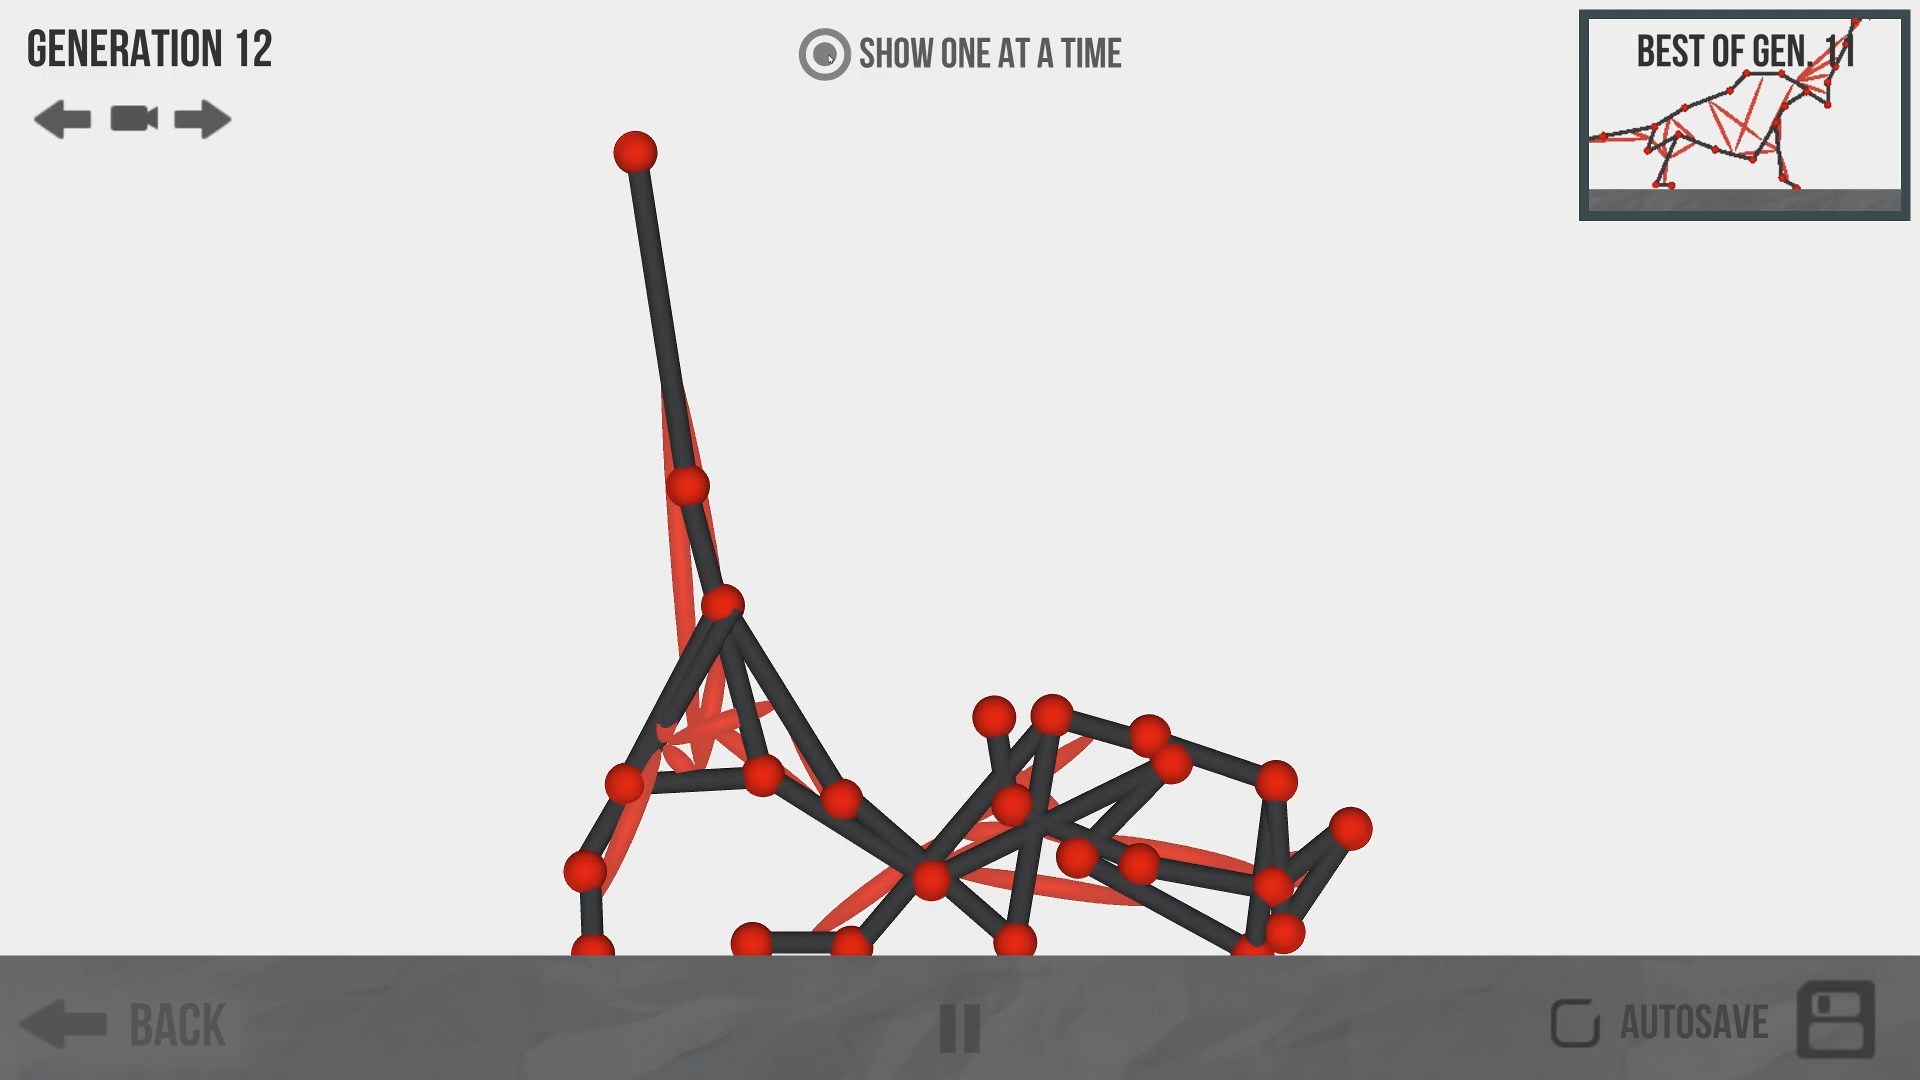 GENERATION 12
SHOW ONE AT A TIME
BEST OF GEN. 11
BACK
AUTOSAVE